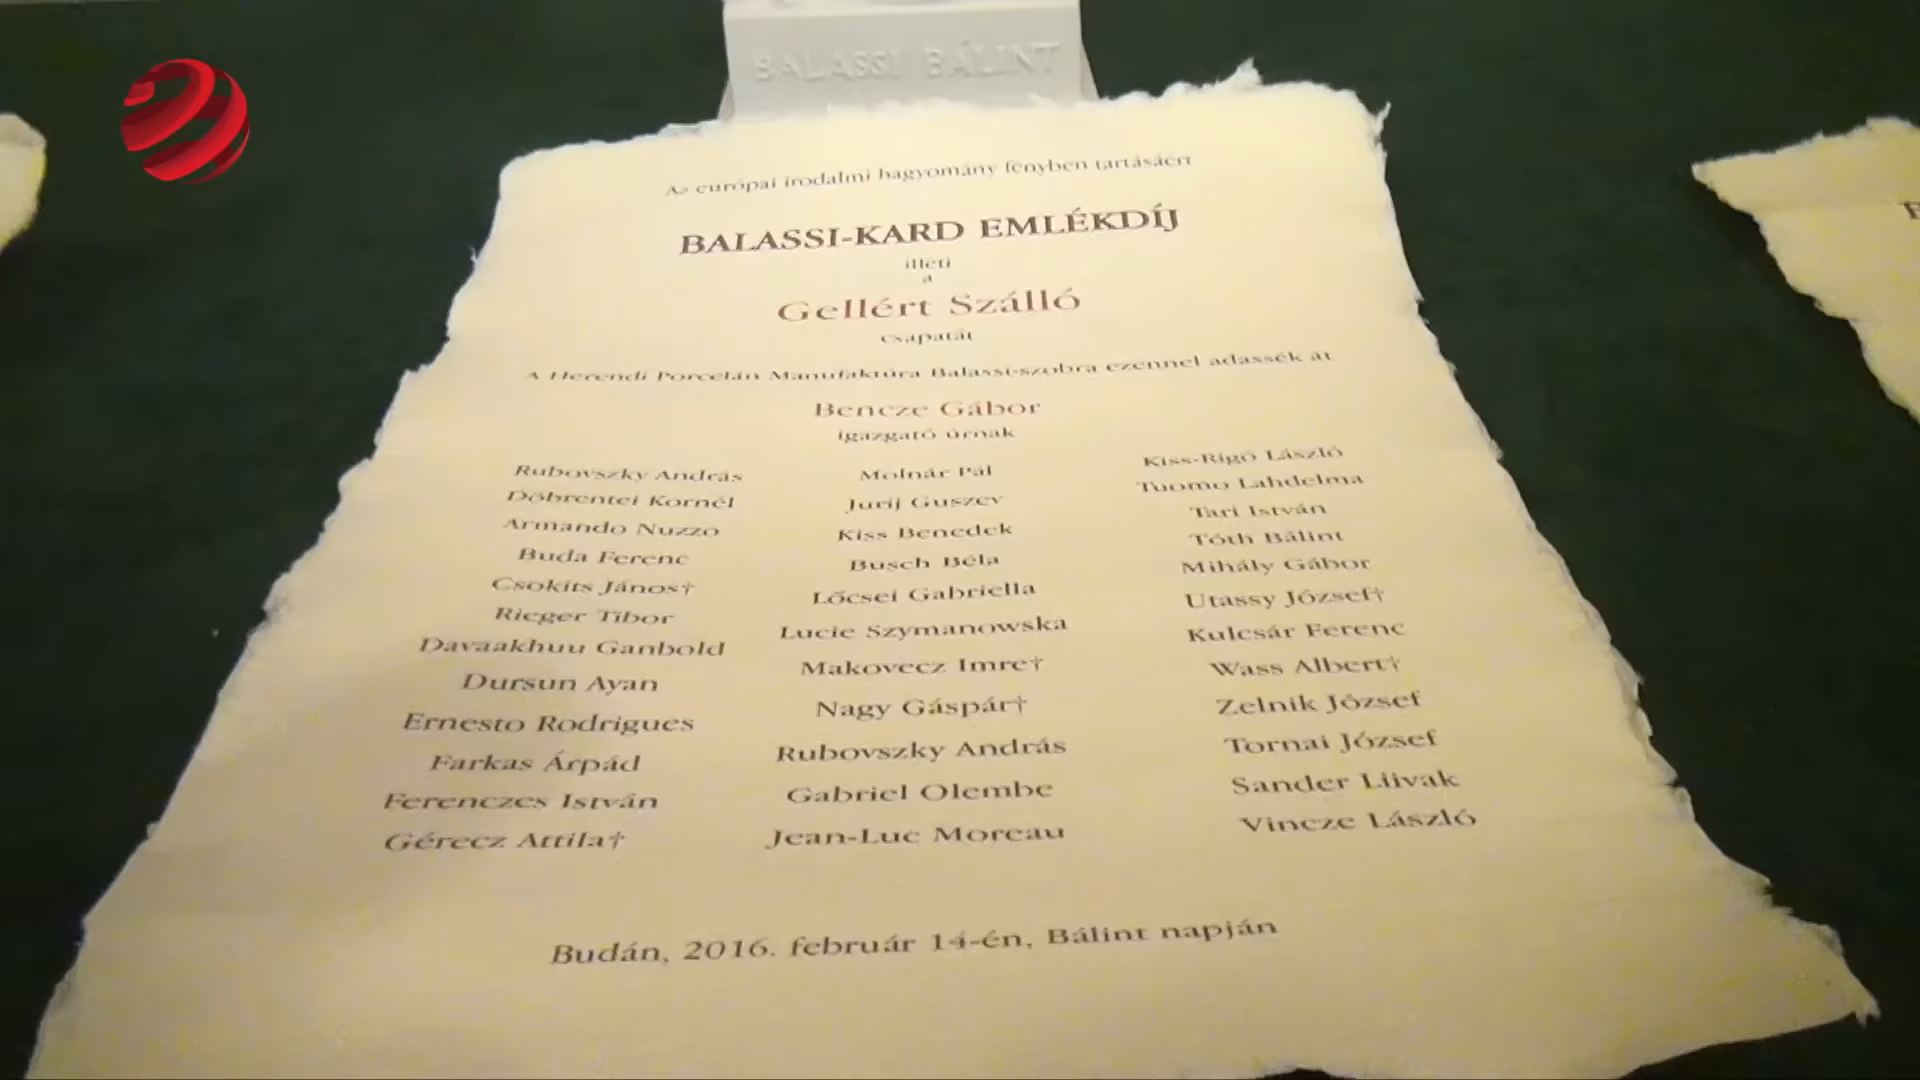 BALASSI BÁLINT
Az európai irodalmi hagyomány fényben tartásáért
BALASSI-KARD EMLÉKDÍJ
illeti
a
Gellért Szálló
csapatát
A Herendi Porcelán Manufaktúra Balassi-szobra ezennel adassék át
Bencze Gábor
igazgató úrnak
Rubovszky András
Döbrentei Kornél
Armando Nuzzo
Buda Ferenc
Csokits János†
Rieger Tibor
Davaakhuu Ganbold
Dursun Ayan
Ernesto Rodrigues
Farkas Árpád
Ferenczes István
Gérecz Attila†
Molnár Pál
Jurij Guszev
Kiss Benedek
Busch Béla
Lőcsei Gabriella
Lucie Szymanowska
Makovecz Imre†
Nagy Gáspár†
Rubovszky András
Gabriel Olembe
Jean-Luc Moreau
Kiss-Rigó László
Tuomo Lahdelma
Tari István
Tóth Bálint
Mihály Gábor
Utassy József†
Kulcsár Ferenc
Wass Albert†
Zelnik József
Tornai József
Sander Liivak
Vincze László
Budán, 2016. február 14-én, Bálint napján